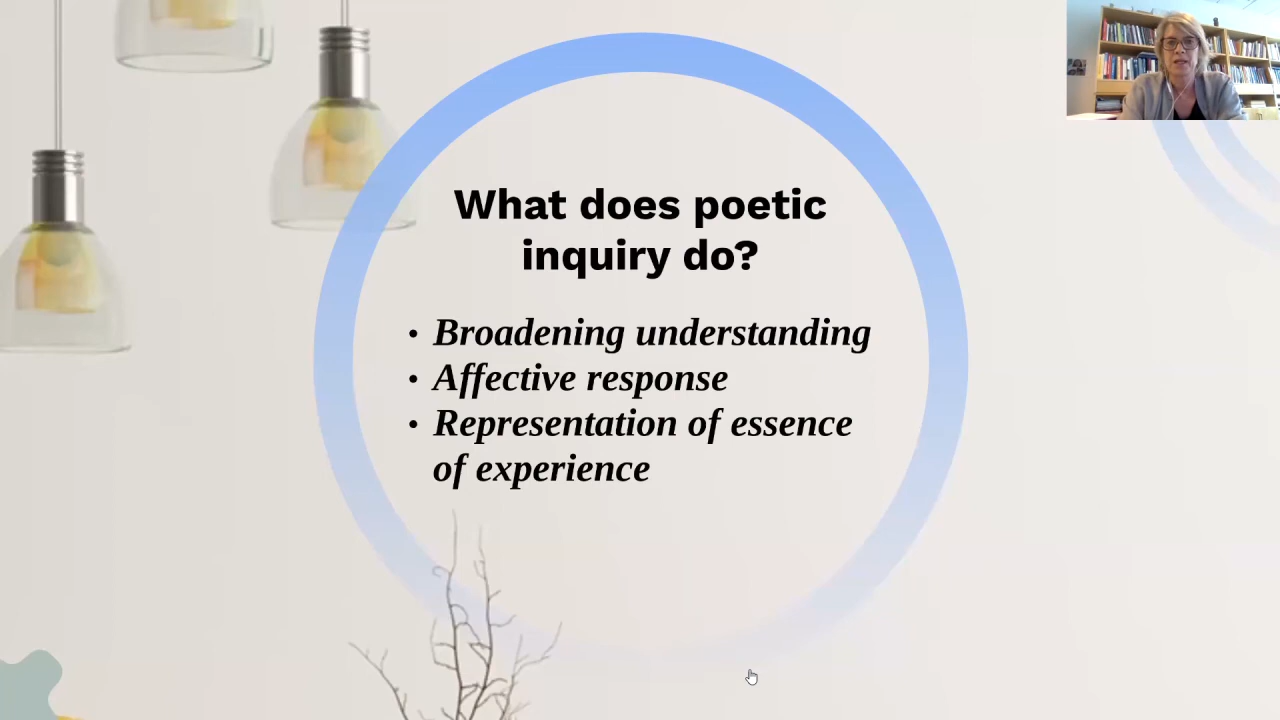 What does poetic
inquiry do?
• Broadening understanding
• Affective response
• Representation of essence
of experience